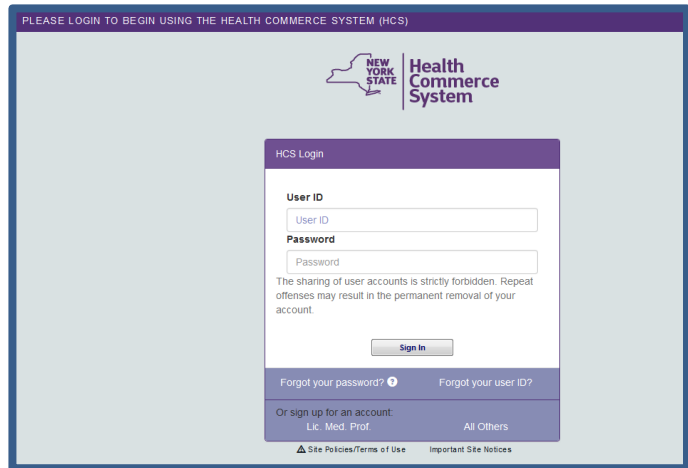 PLEASE LOGIN TO BEGIN USING THE HEALTH COMMERCE SYSTEM (HCS)
NEW
YORK
STATE
Health
Commerce
System
HCS Login
User ID
User ID
Password
Password
The sharing of user accounts is strictly forbidden. Repeat
offenses may result in the permanent removal of your
account.
Sign In
Forgot your password? ? Forgot your user ID?
Or sign up for an account:
Lic. Med. Prof. All Others
Site Policies/Terms of Use Important Site Notices